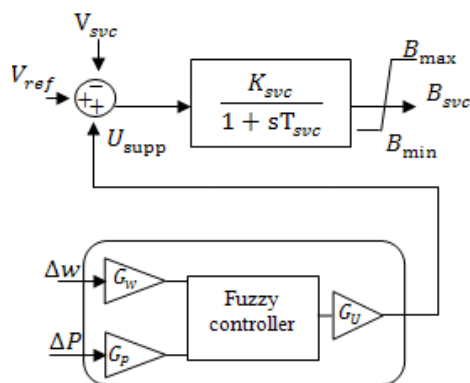 V_svc
V_ref
−
+
+
U_supp
K_svc
1 + sT_svc
B_max
B_svc
B_min
Δw
G_w
Fuzzy
controller
G_U
ΔP
G_P